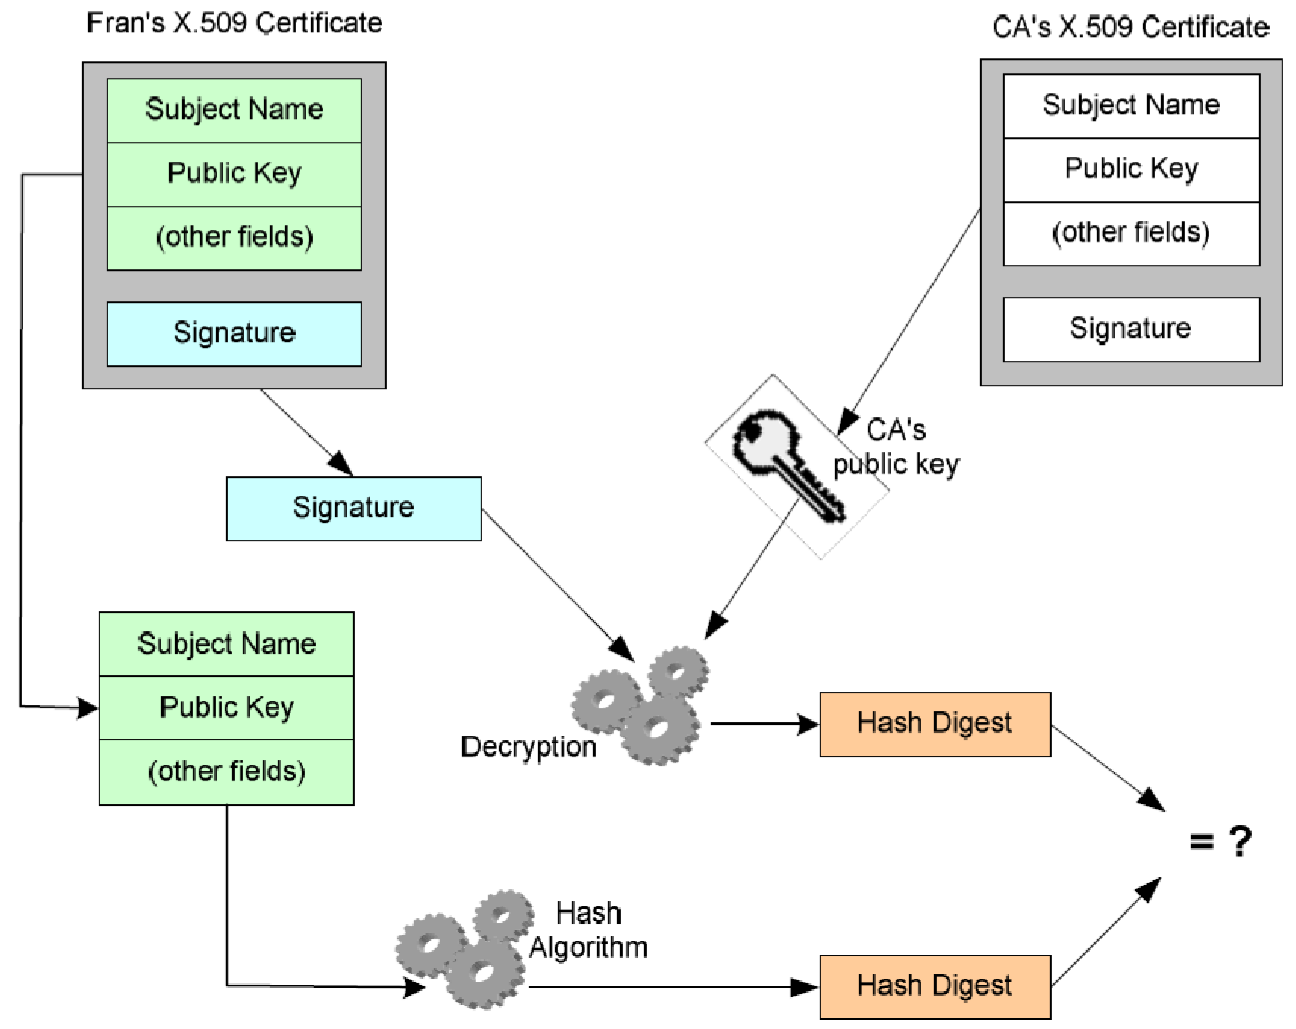 Fran's X.509 Certificate
Subject Name
Public Key
(other fields)
Signature
CA's X.509 Certificate
Subject Name
Public Key
(other fields)
Signature
CA's
public key
Signature
Subject Name
Public Key
(other fields)
Decryption
Hash Digest
= ?
Hash
Algorithm
Hash Digest